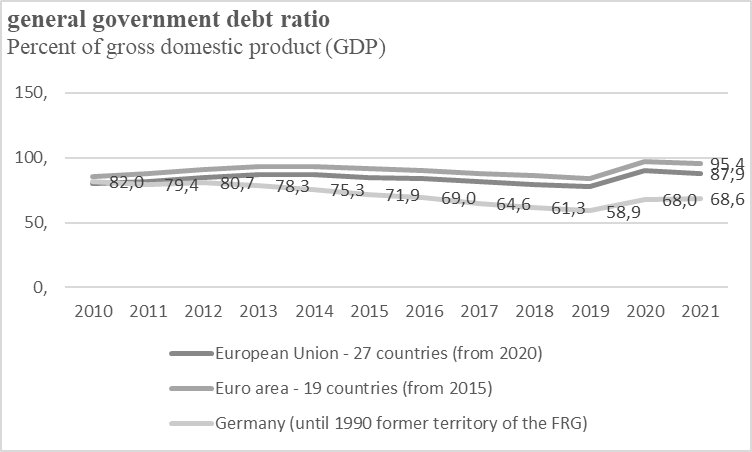 general government debt ratio
Percent of gross domestic product (GDP)
150,
100,
50,
0,
95,4
87,9
82,0 79,4 80,7 78,3 75,3 71,9 69,0 64,6 61,3 58,9 68,0 68,6
2010 2011 2012 2013 2014 2015 2016 2017 2018 2019 2020 2021
European Union - 27 countries (from 2020)
Euro area - 19 countries (from 2015)
Germany (until 1990 former territory of the FRG)